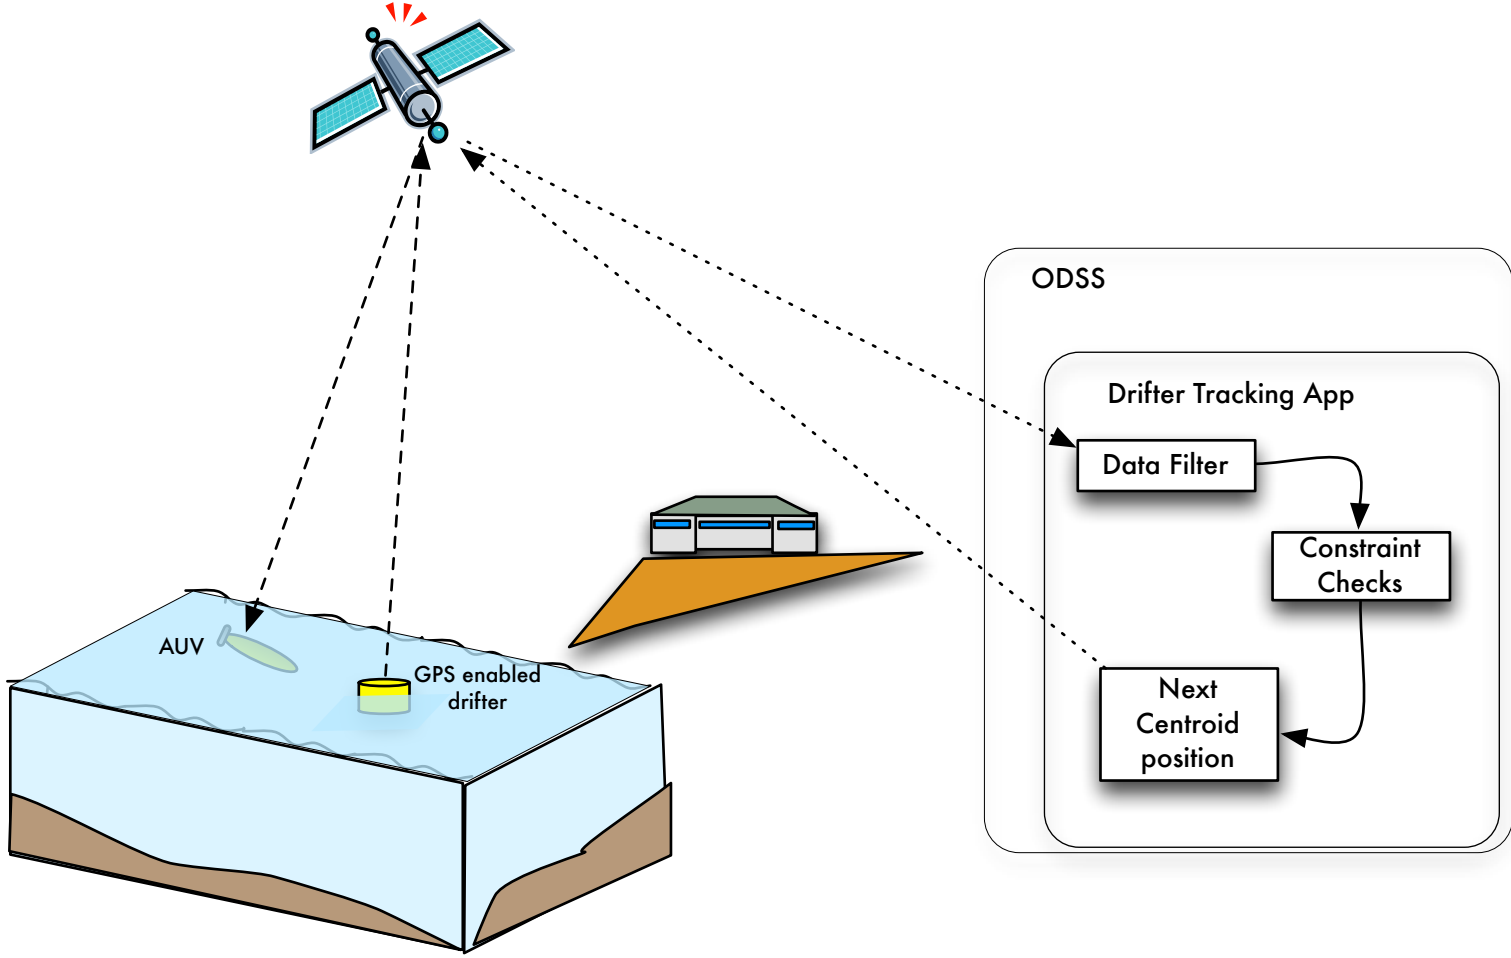 ODSS
Drifter Tracking App
Data Filter
Constraint
Checks
Next
Centroid
position
AUV
GPS enabled
drifter